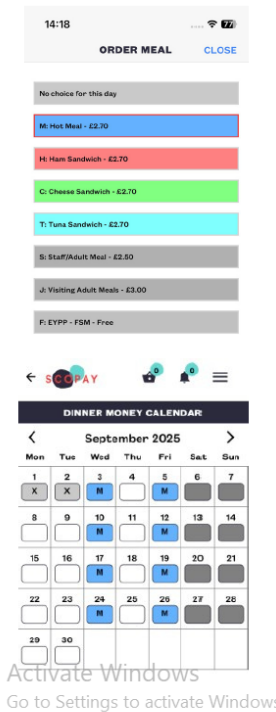 14:18
77
ORDER MEAL CLOSE
No choice for this day
M: Hot Meal - £2.70
H: Ham Sandwich - £2.70
C: Cheese Sandwich - £2.70
T: Tuna Sandwich - £2.70
S: Staff/Adult Meal - £2.50
J: Visiting Adult Meals - £3.00
F: EYPP - FSM - Free
SCOPAY 0 0
DINNER MONEY CALENDAR
September 2025
Mon Tue Wed Thu Fri Sat Sun
1 2 3 4 5 6 7
X X M M
8 9 10 11 12 13 14
M M
15 16 17 18 19 20 21
M M
22 23 24 25 26 27 28
M M
29 30
Activate Windows
Go to Settings to activate Windows